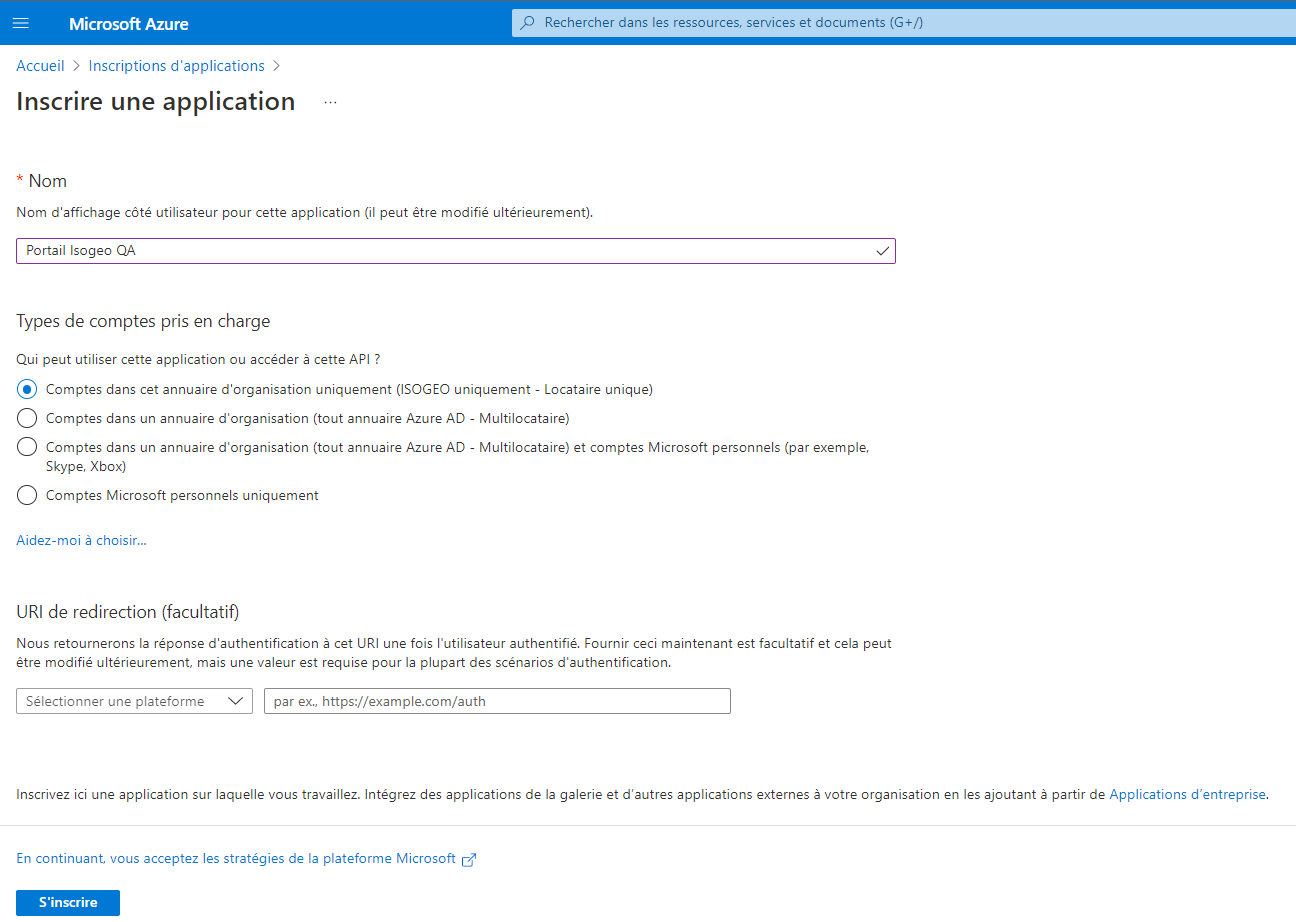 Microsoft Azure
Rechercher dans les ressources, services et documents (G+/)
Accueil > Inscriptions d'applications >
Inscrire une application ...
* Nom
Nom d'affichage côté utilisateur pour cette application (il peut être modifié ultérieurement).
Portail Isogeo QA
Types de comptes pris en charge
Qui peut utiliser cette application ou accéder à cette API ?
Comptes dans cet annuaire d'organisation uniquement (ISOGEO uniquement - Locataire unique)
Comptes dans un annuaire d'organisation (tout annuaire Azure AD - Multilocataire)
Comptes dans un annuaire d'organisation (tout annuaire Azure AD - Multilocataire) et comptes Microsoft personnels (par exemple,
Skype, Xbox)
Comptes Microsoft personnels uniquement
Aidez-moi à choisir...
URI de redirection (facultatif)
Nous retournerons la réponse d'authentification à cet URI une fois l'utilisateur authentifié. Fournir ceci maintenant est facultatif et cela peut
être modifié ultérieurement, mais une valeur est requise pour la plupart des scénarios d'authentification.
Sélectionner une plateforme
par ex., https://example.com/auth
Inscrivez ici une application sur laquelle vous travaillez. Intégrez des applications de la galerie et d'autres applications externes à votre organisation en les ajoutant à partir de Applications d'entreprise.
En continuant, vous acceptez les stratégies de la plateforme Microsoft
S'inscrire